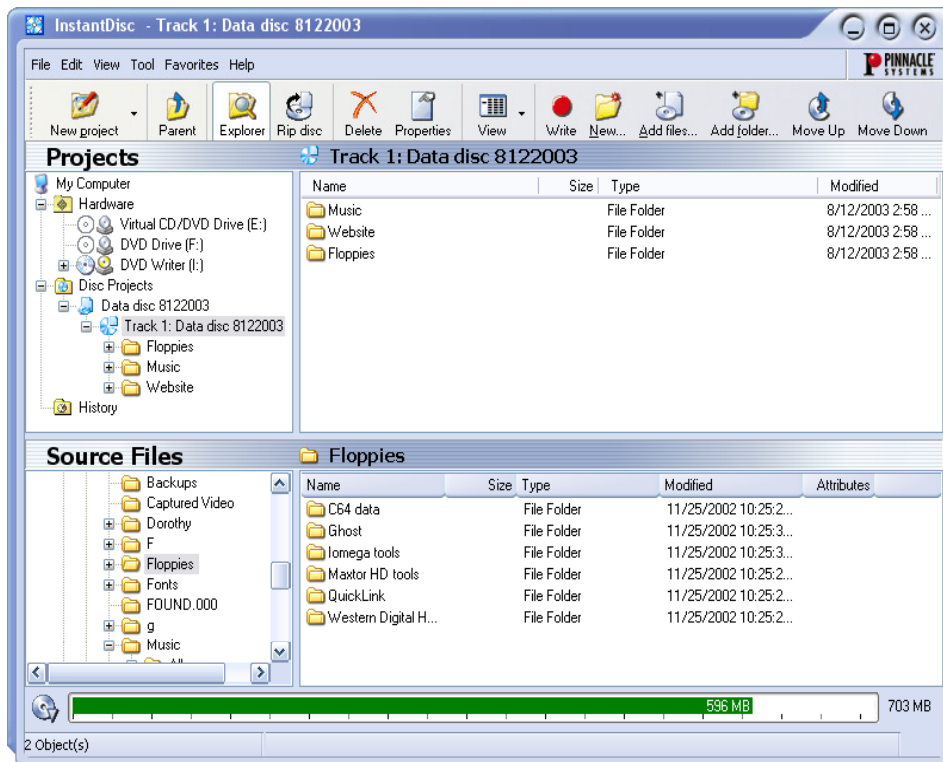 InstantDisc - Track 1: Data disc 8122003
File Edit View Tool Favorites Help
PINNACLE
SYSTEMS
New project Parent Explorer Rip disc Delete Properties View Write New... Add files... Add folder... Move Up Move Down
Projects
My Computer
Hardware
Virtual CD/DVD Drive (E:)
DVD Drive (F:)
DVD Writer (I:)
Disc Projects
Data disc 8122003
Track 1: Data disc 8122003
Floppies
Music
Website
History
Track 1: Data disc 8122003
Name Size Type Modified
Music File Folder 8/12/2003 2:58 ...
Website File Folder 8/12/2003 2:58 ...
Floppies File Folder 8/12/2003 2:58 ...
Source Files
Backups
Captured Video
Dorothy
F
Floppies
Fonts
FOUND.000
g
Music
Floppies
Name Size Type Modified Attributes
C64 data File Folder 11/25/2002 10:25:2...
Ghost File Folder 11/25/2002 10:25:3...
Iomega tools File Folder 11/25/2002 10:25:3...
Maxtor HD tools File Folder 11/25/2002 10:25:2...
QuickLink File Folder 11/25/2002 10:25:2...
Western Digital H... File Folder 11/25/2002 10:25:2...
596 MB 703 MB
2 Object(s)